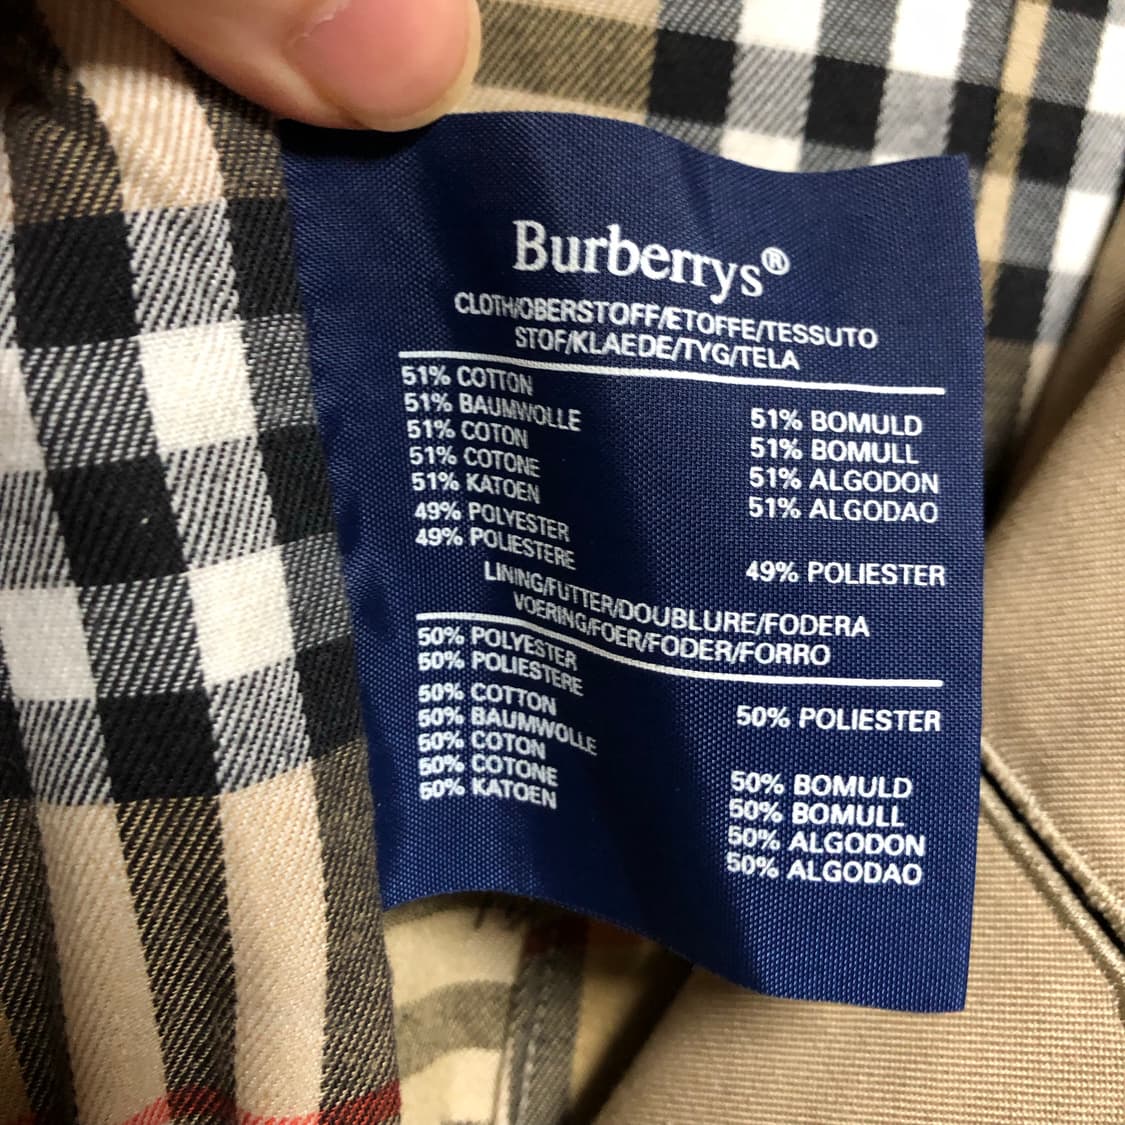 Burberrys®
CLOTH/OBERSTOFF/ETOFFE/TESSUTO
STOF/KLAEDE/TYG/TELA
51% COTTON
51% BAUMWOLLE
51% COTON
51% COTONE
51% KATOEN
49% POLYESTER
49% POLIESTERE
51% BOMULD
51% BOMULL
51% ALGODON
51% ALGODAO
49% POLIESTER
LINING/FUTTER/DOUBLURE/FODERA
VOERING/FOER/FODER/FORRO
50% POLYESTER
50% POLIESTERE
50% COTTON
50% BAUMWOLLE
50% COTON
50% COTONE
50% KATOEN
50% POLIESTER
50% BOMULD
50% BOMULL
50% ALGODON
50% ALGODAO